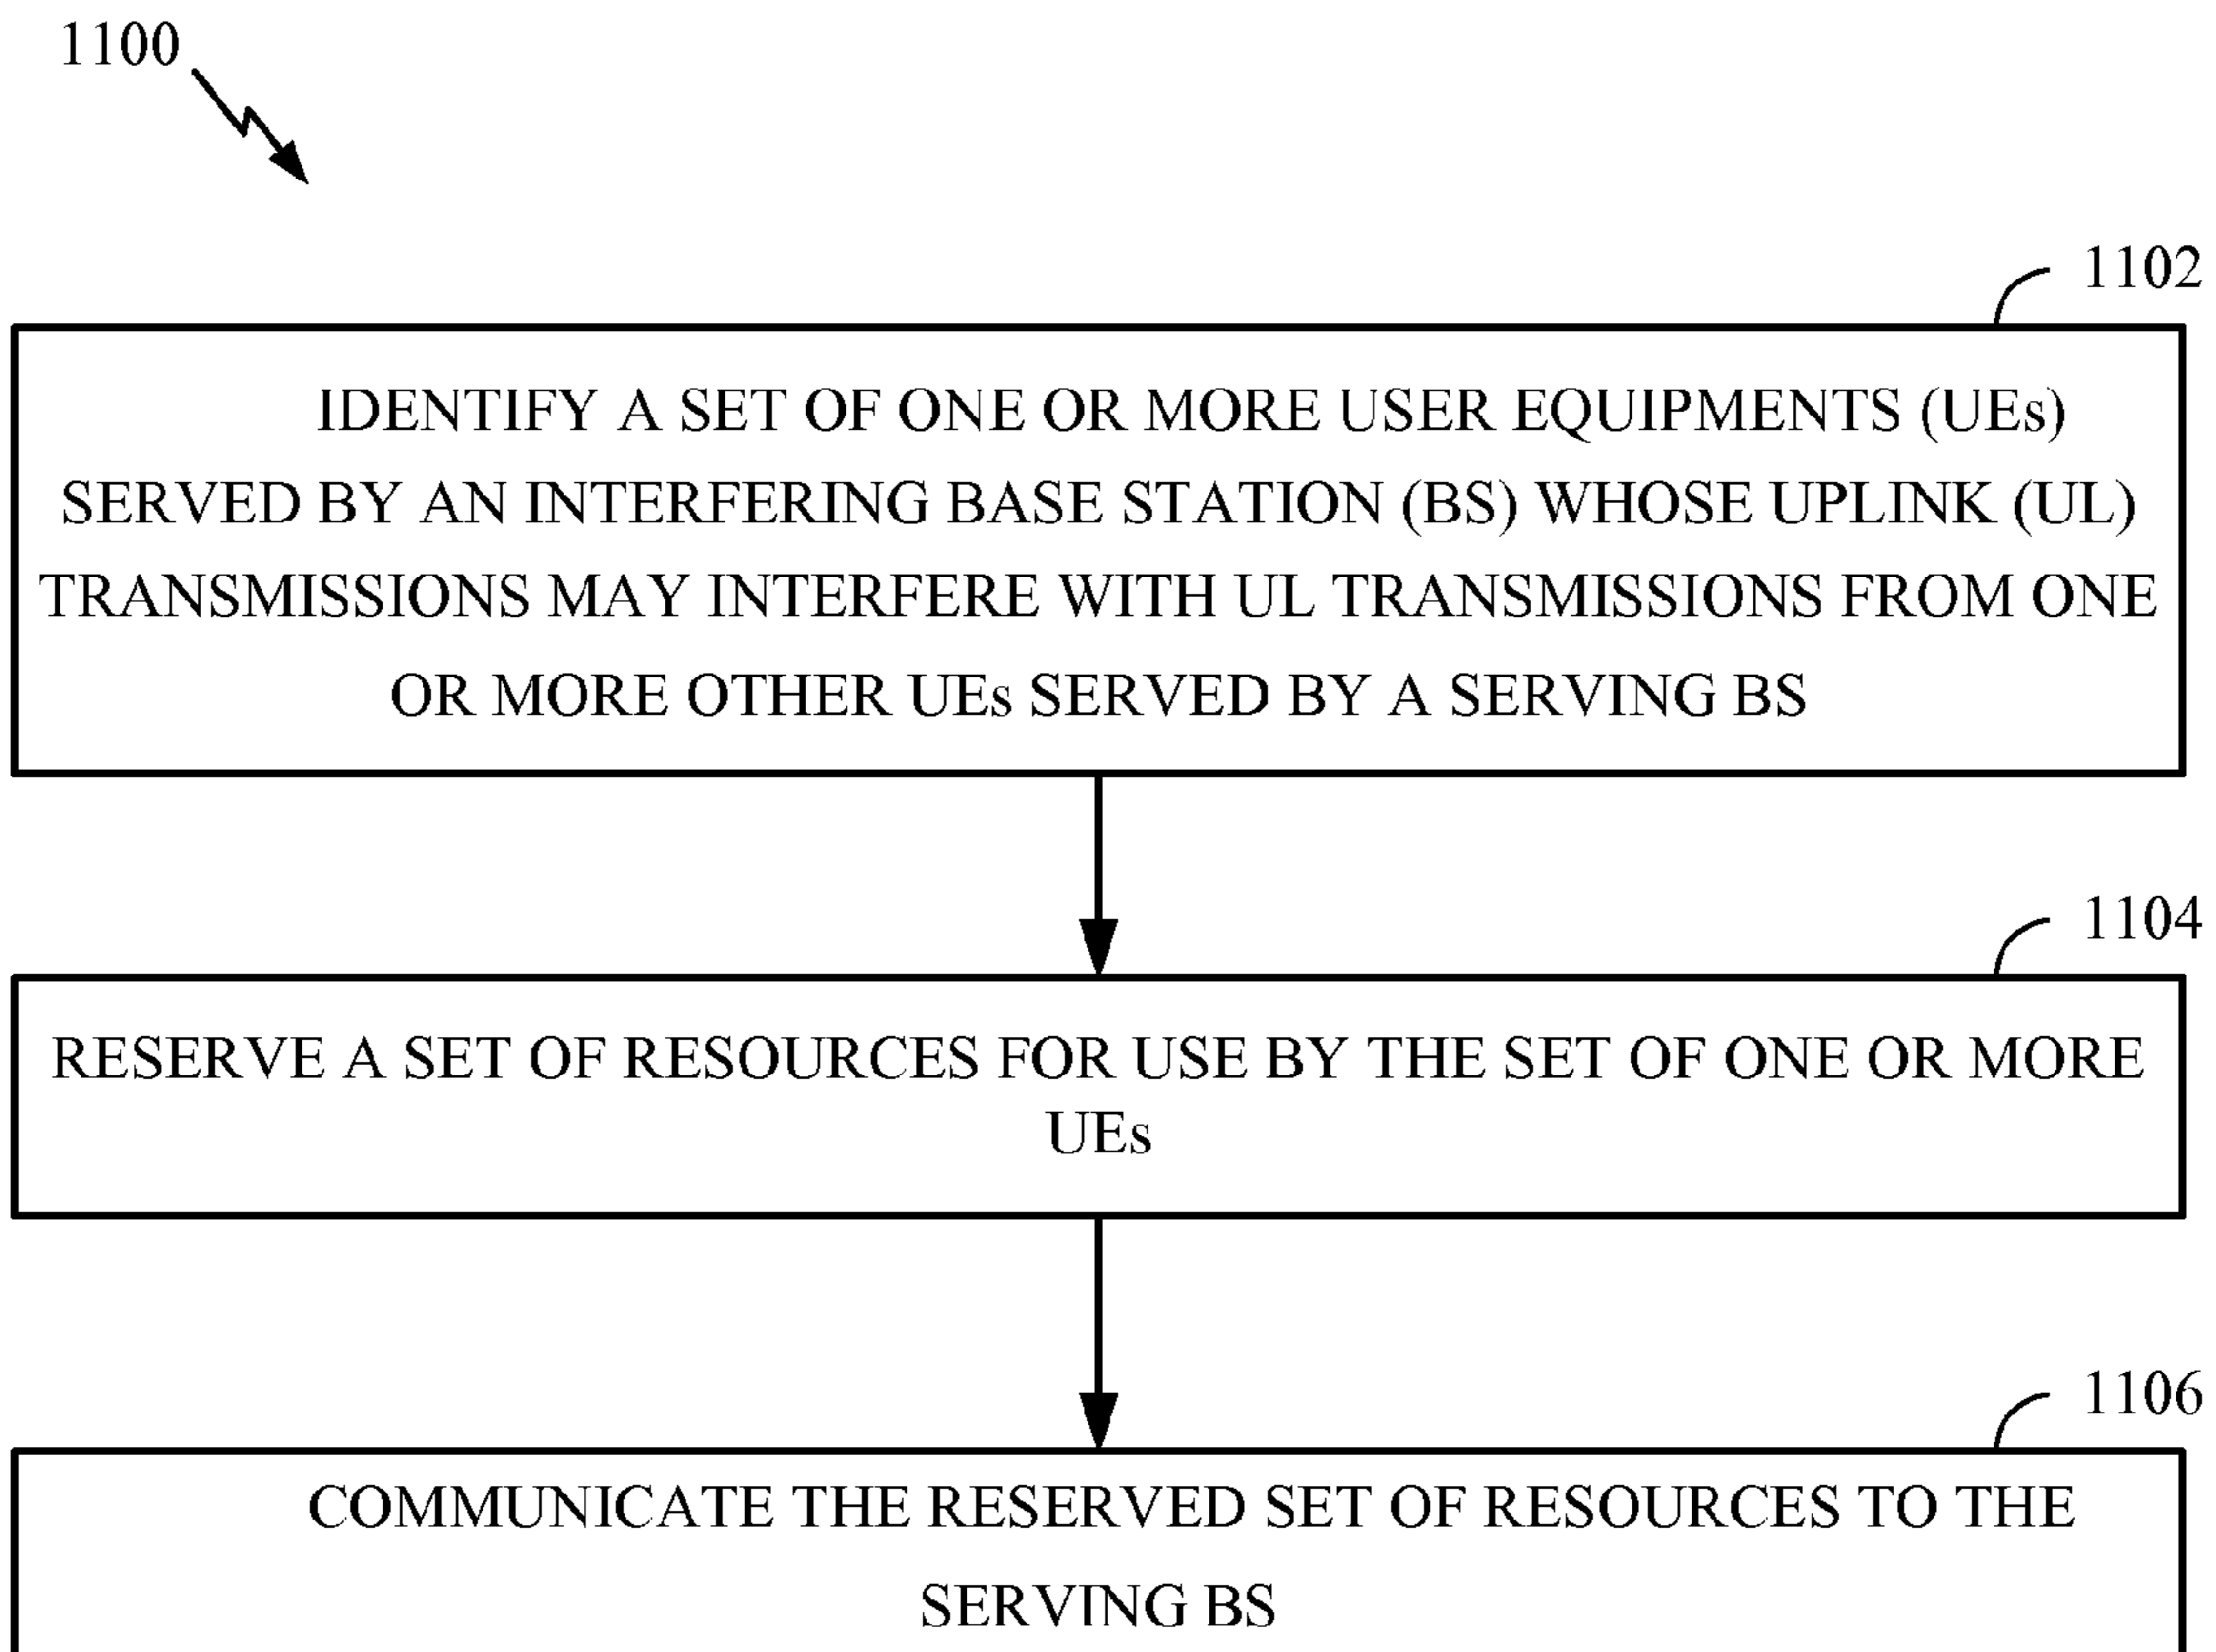 1100
1102
IDENTIFY A SET OF ONE OR MORE USER EQUIPMENTS (UEs)
SERVED BY AN INTERFERING BASE STATION (BS) WHOSE UPLINK (UL)
TRANSMISSIONS MAY INTERFERE WITH UL TRANSMISSIONS FROM ONE
OR MORE OTHER UEs SERVED BY A SERVING BS
1104
RESERVE A SET OF RESOURCES FOR USE BY THE SET OF ONE OR MORE
UEs
1106
COMMUNICATE THE RESERVED SET OF RESOURCES TO THE
SERVING BS